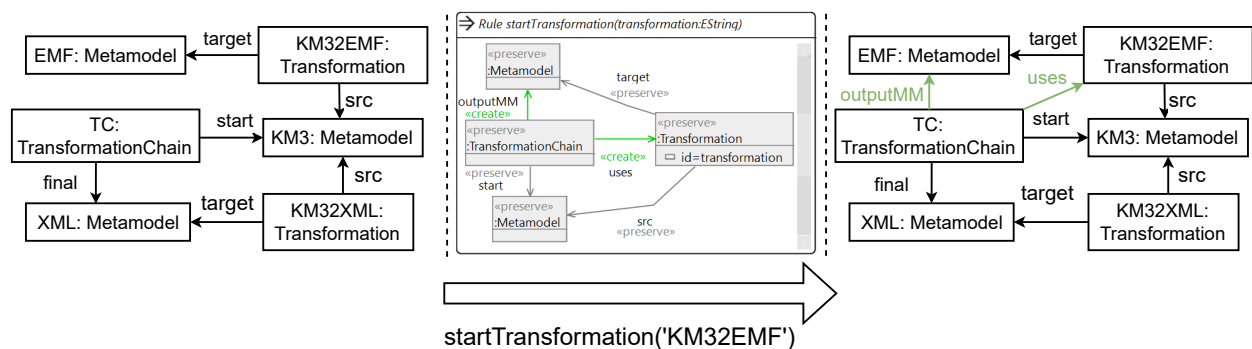 EMF: Metamodel
target
KM32EMF:
Transformation
src
TC:
TransformationChain
start
KM3: Metamodel
final
src
XML: Metamodel
target
KM32XML:
Transformation
Rule startTransformation(transformation:EString)
«preserve»
:Metamodel
target
«preserve»
outputMM
«create»
«preserve»
:TransformationChain
«preserve»
:Transformation
id=transformation
«create»
uses
«preserve»
start
«preserve»
:Metamodel
src
«preserve»
startTransformation('KM32EMF')
EMF: Metamodel
target
KM32EMF:
Transformation
uses
outputMM
src
TC:
TransformationChain
start
KM3: Metamodel
final
src
XML: Metamodel
target
KM32XML:
Transformation